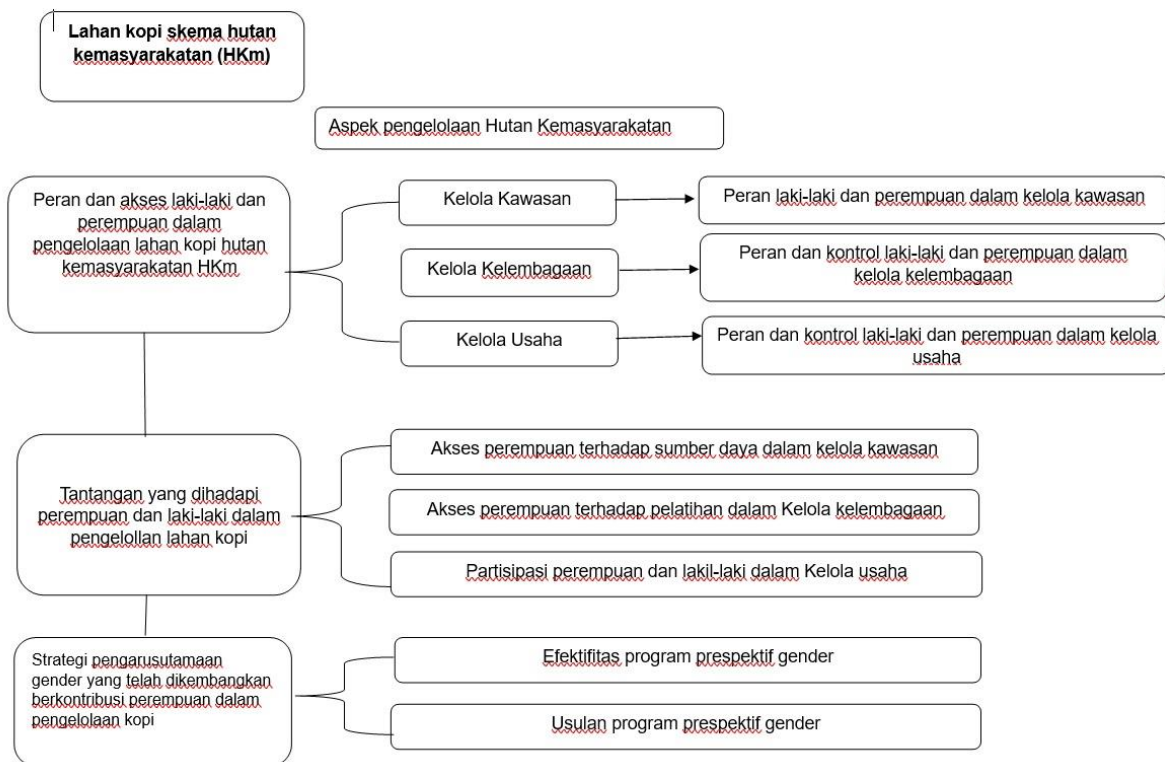 Lahan kopi skema hutan
kemasyarakatan (HKm)
Aspek pengelolaan Hutan Kemasyarakatan
Peran dan akses laki-laki dan
perempuan dalam
pengelolaan lahan kopi hutan
kemasyarakatan HKm
Kelola Kawasan
Peran laki-laki dan perempuan dalam kelola kawasan
Kelola Kelembagaan
Peran dan kontrol laki-laki dan perempuan dalam
kelola kelembagaan
Kelola Usaha
Peran dan kontrol laki-laki dan perempuan dalam kelola
usaha
Tantangan yang dihadapi
perempuan dan laki-laki dalam
pengelollan lahan kopi
Akses perempuan terhadap sumber daya dalam kelola kawasan
Akses perempuan terhadap pelatihan dalam Kelola kelembagaan
Partisipasi perempuan dan lakil-laki dalam Kelola usaha
Strategi pengarusutamaan
gender yang telah dikembangkan
berkontribusi perempuan dalam
pengelolaan kopi
Efektifitas program prespektif gender
Usulan program prespektif gender